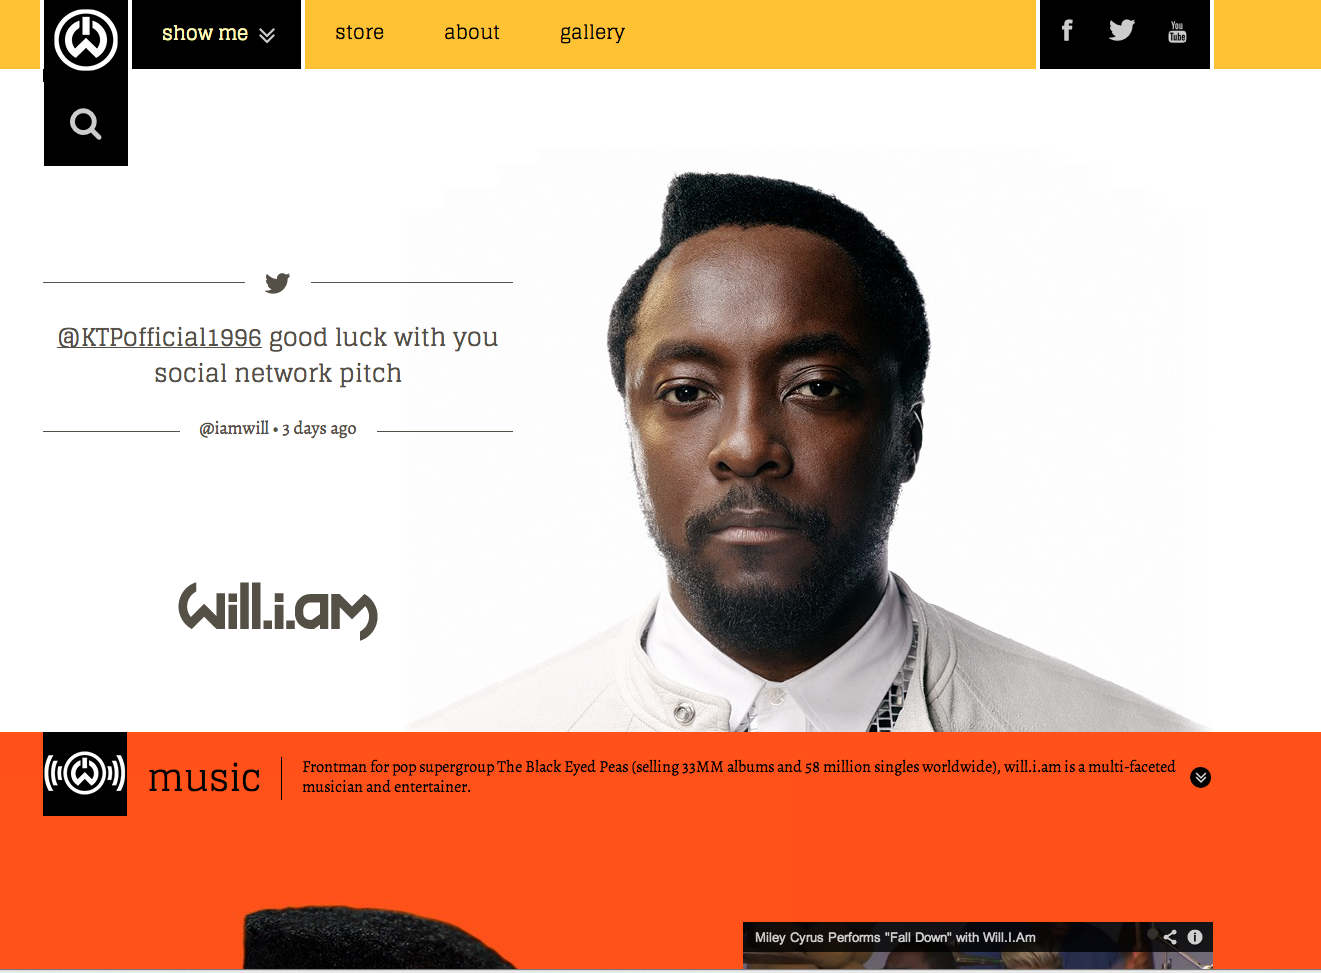 show me
store
about
gallery
You
Tube
@KTPofficial1996 good luck with you
social network pitch
@iamwill • 3 days ago
will.i.am
music
Frontman for pop supergroup The Black Eyed Peas (selling 33MM albums and 58 million singles worldwide), will.i.am is a multi-faceted
musician and entertainer.
Miley Cyrus Performs "Fall Down" with Will.I.Am